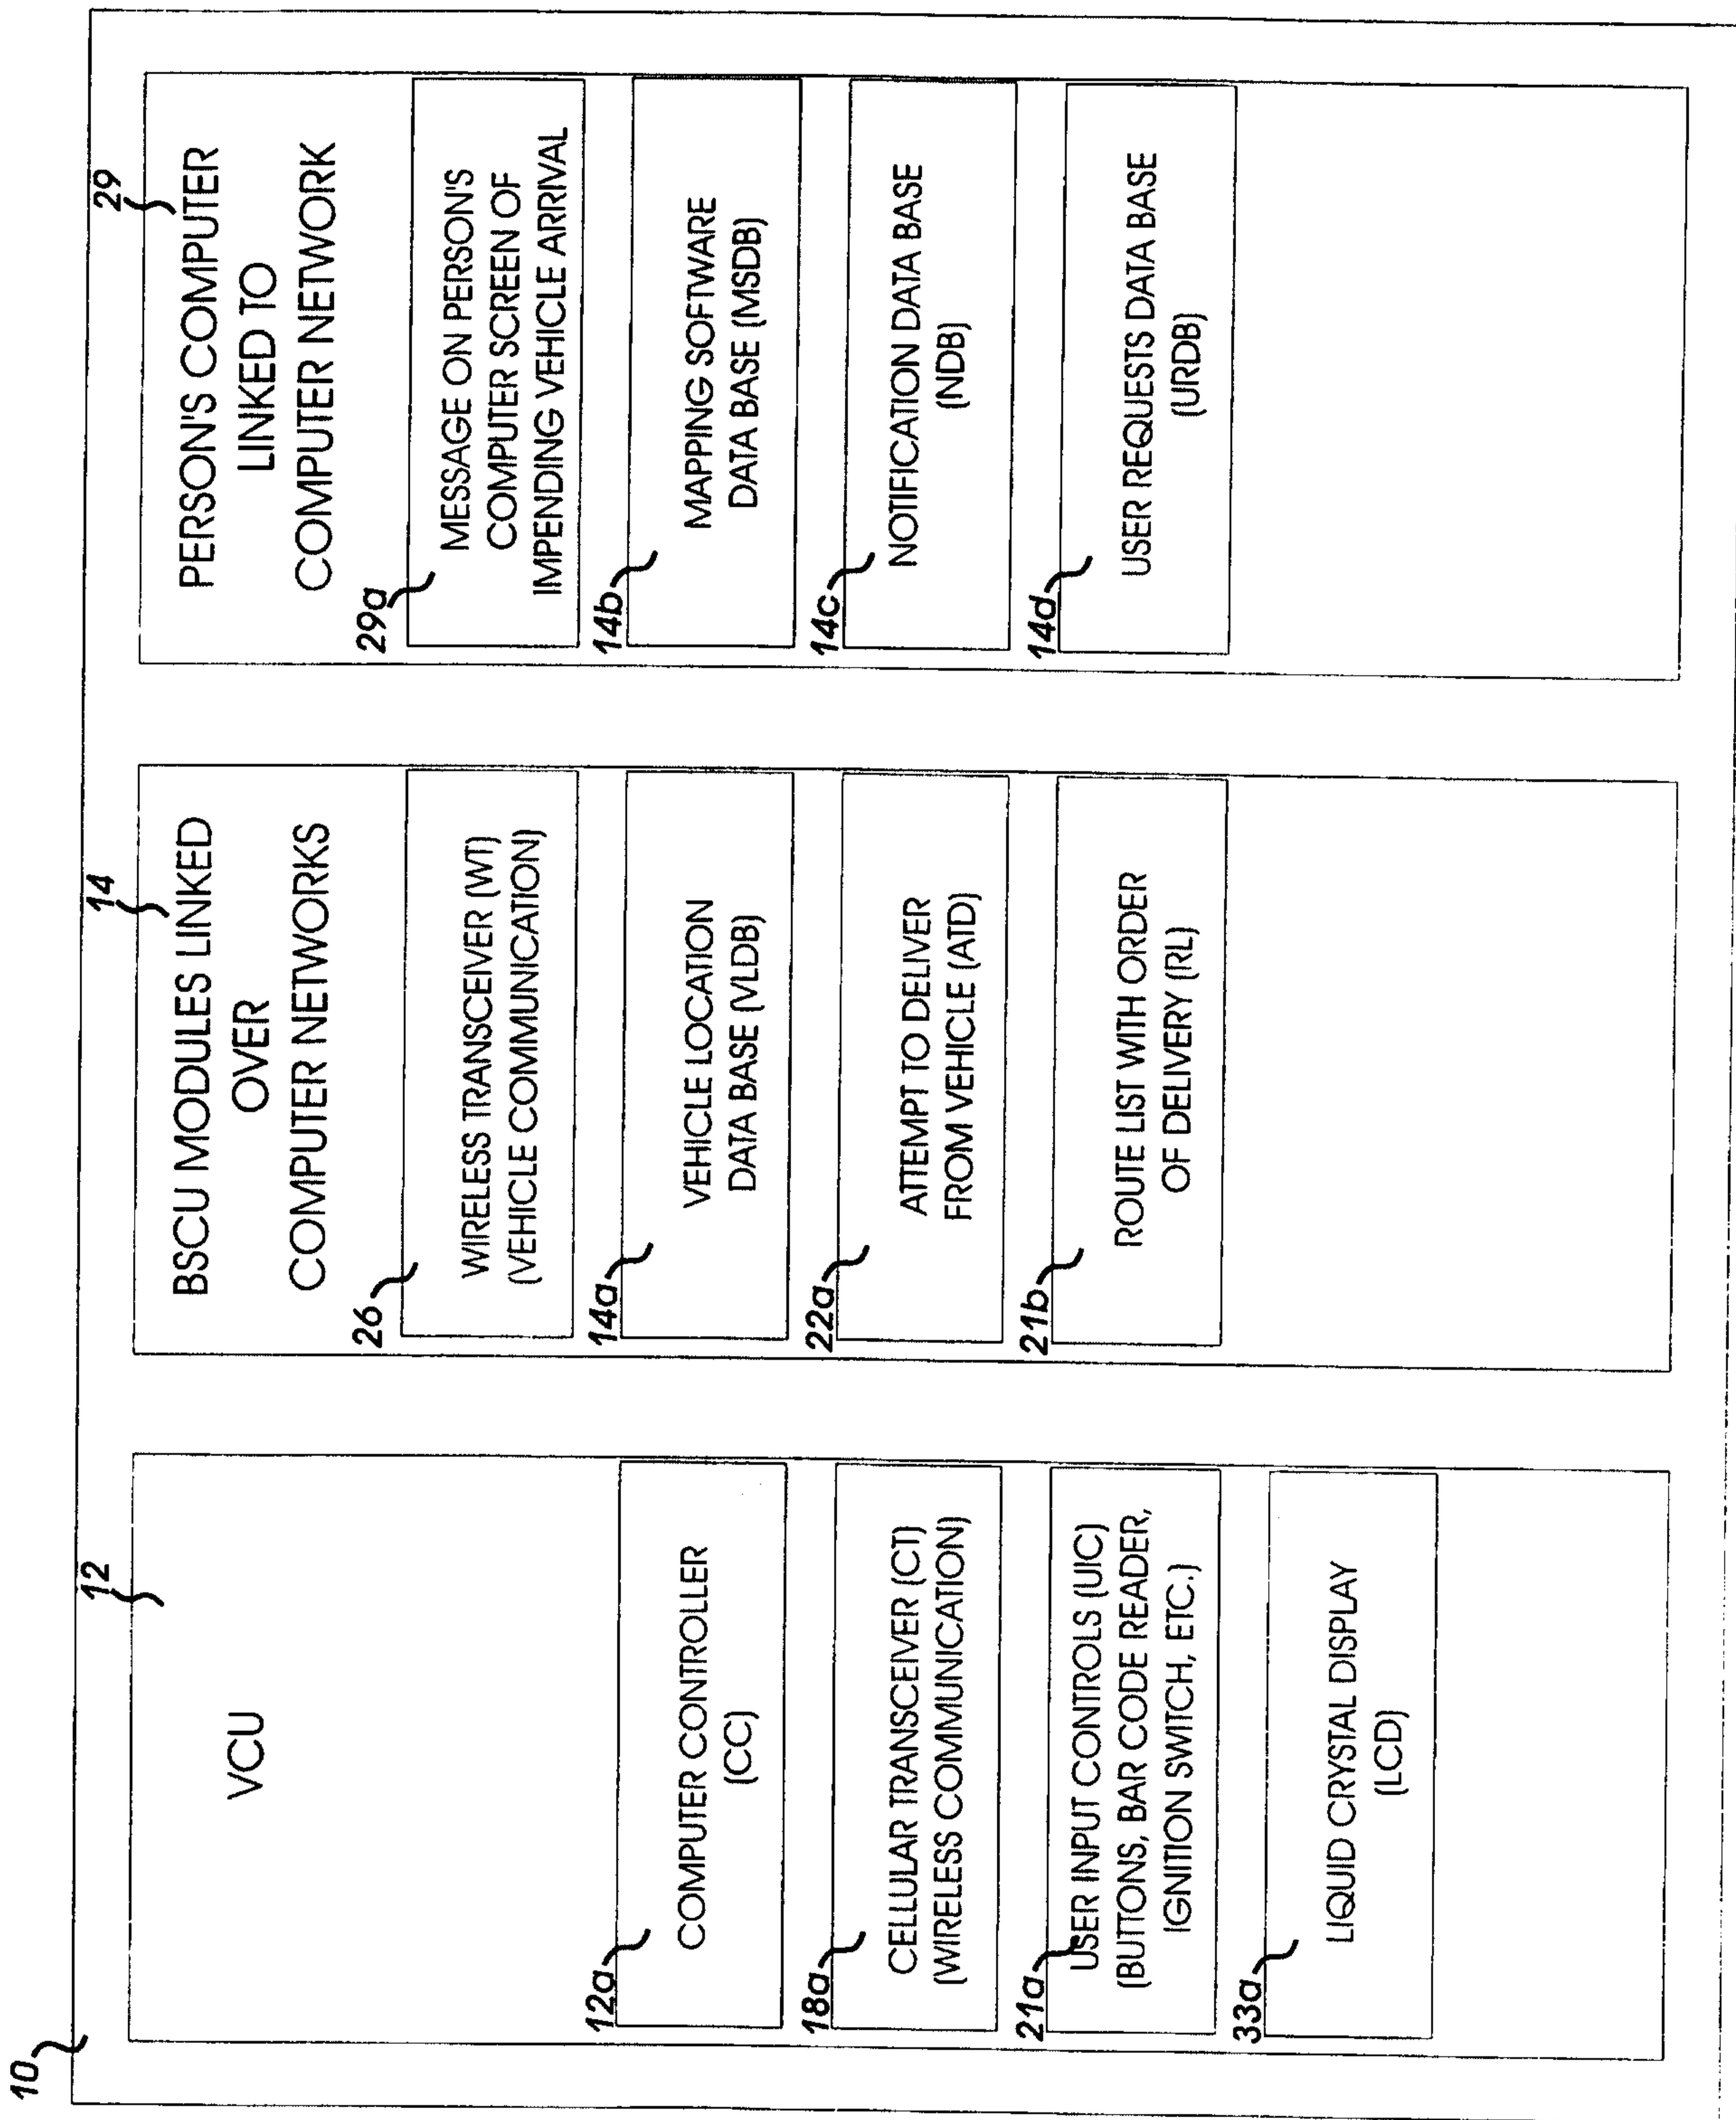 10
12
VCU
12a
COMPUTER CONTROLLER
(CC)
18a
CELLULAR TRANSCEIVER (CT)
(WIRELESS COMMUNICATION)
21a
USER INPUT CONTROLS (UIC)
(BUTTONS, BAR CODE READER,
IGNITION SWITCH, ETC.)
33a
LIQUID CRYSTAL DISPLAY
(LCD)
14
BSCU MODULES LINKED
OVER
COMPUTER NETWORKS
26
WIRELESS TRANSCEIVER (WT)
(VEHICLE COMMUNICATION)
14a
VEHICLE LOCATION
DATA BASE (VLDB)
22a
ATTEMPT TO DELIVER
FROM VEHICLE (ATD)
21b
ROUTE LIST WITH ORDER
OF DELIVERY (RL)
29
PERSON'S COMPUTER
LINKED TO
COMPUTER NETWORK
29a
MESSAGE ON PERSON'S
COMPUTER SCREEN OF
IMPENDING VEHICLE ARRIVAL
14b
MAPPING SOFTWARE
DATA BASE (MSDB)
14c
NOTIFICATION DATA BASE
(NDB)
14d
USER REQUESTS DATA BASE
(URDB)